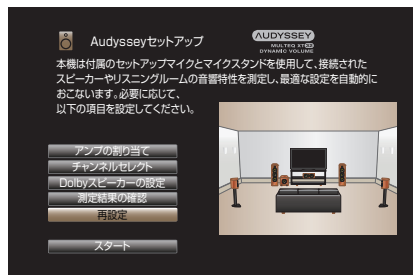 Audysseyセットアップ
AUDYSSEY
MULTEQ XT32
DYNAMIC VOLUME
本機は付属のセットアップマイクとマイクスタンドを使用して、接続された
スピーカーやリスニングルームの音響特性を測定し、最適な設定を自動的に
おこないます。必要に応じて、
以下の項目を設定してください。
アンプの割り当て
チャンネルセレクト
Dolbyスピーカーの設定
測定結果の確認
再設定
スタート